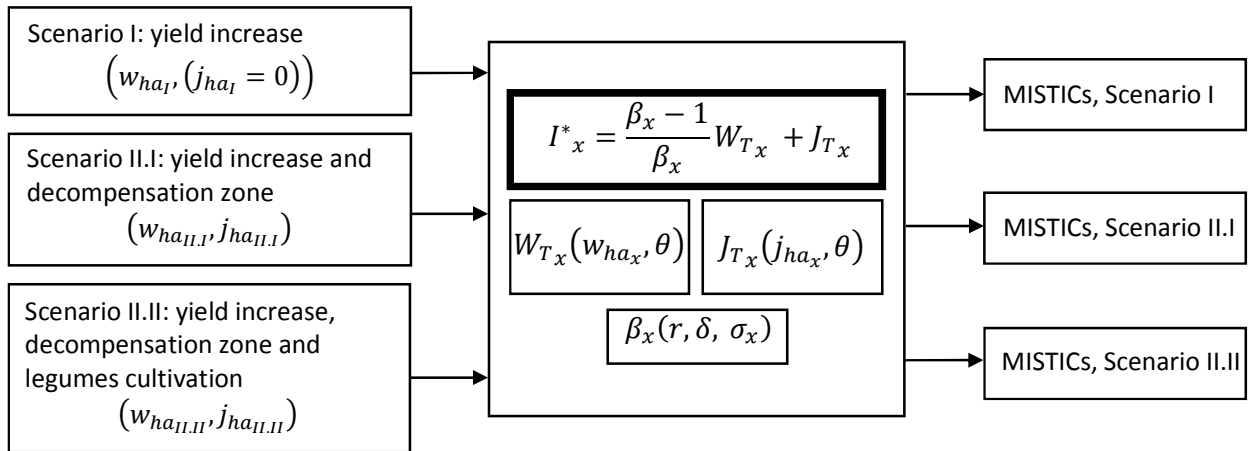 Scenario I: yield increase
(w_{ha_I}, (j_{ha_I} = 0))
Scenario II.I: yield increase and
decompensation zone
(w_{ha_{II.I}}, j_{ha_{II.I}})
Scenario II.II: yield increase,
decompensation zone and
legumes cultivation
(w_{ha_{II.II}}, j_{ha_{II.II}})
I^*_x = \frac{β_x − 1}{β_x} W_{T_x} + J_{T_x}
W_{T_x}(w_{ha_x}, θ)
J_{T_x}(j_{ha_x}, θ)
β_x(r, δ, σ_x)
MISTICs, Scenario I
MISTICs, Scenario II.I
MISTICs, Scenario II.II